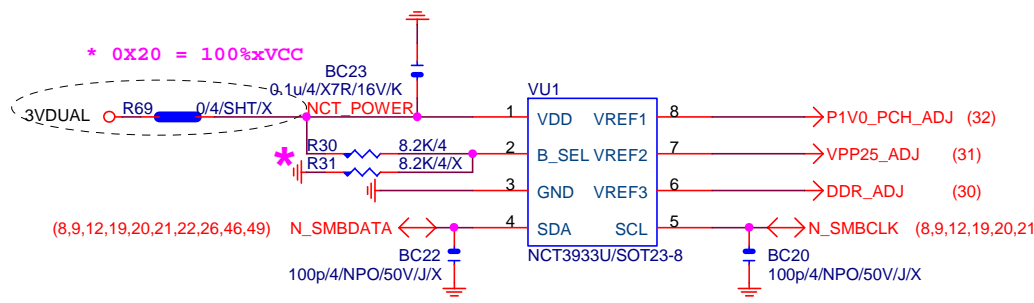 * 0X20 = 100%xVCC
BC23
0.1u/4/X7R/16V/K
VU1
3VDUAL
R69
0/4/SHT/X
NCT_POWER
1
VDD
VREF1
8
P1V0_PCH_ADJ
(32)
*
R30
8.2K/4
2
B_SEL
VREF2
7
VPP25_ADJ
(31)
R31
8.2K/4/X
3
GND
VREF3
6
DDR_ADJ
(30)
(8,9,12,19,20,21,22,26,46,49)
N_SMBDATA
4
SDA
SCL
5
N_SMBCLK
(8,9,12,19,20,21
BC22
100p/4/NPO/50V/J/X
NCT3933U/SOT23-8
BC20
100p/4/NPO/50V/J/X